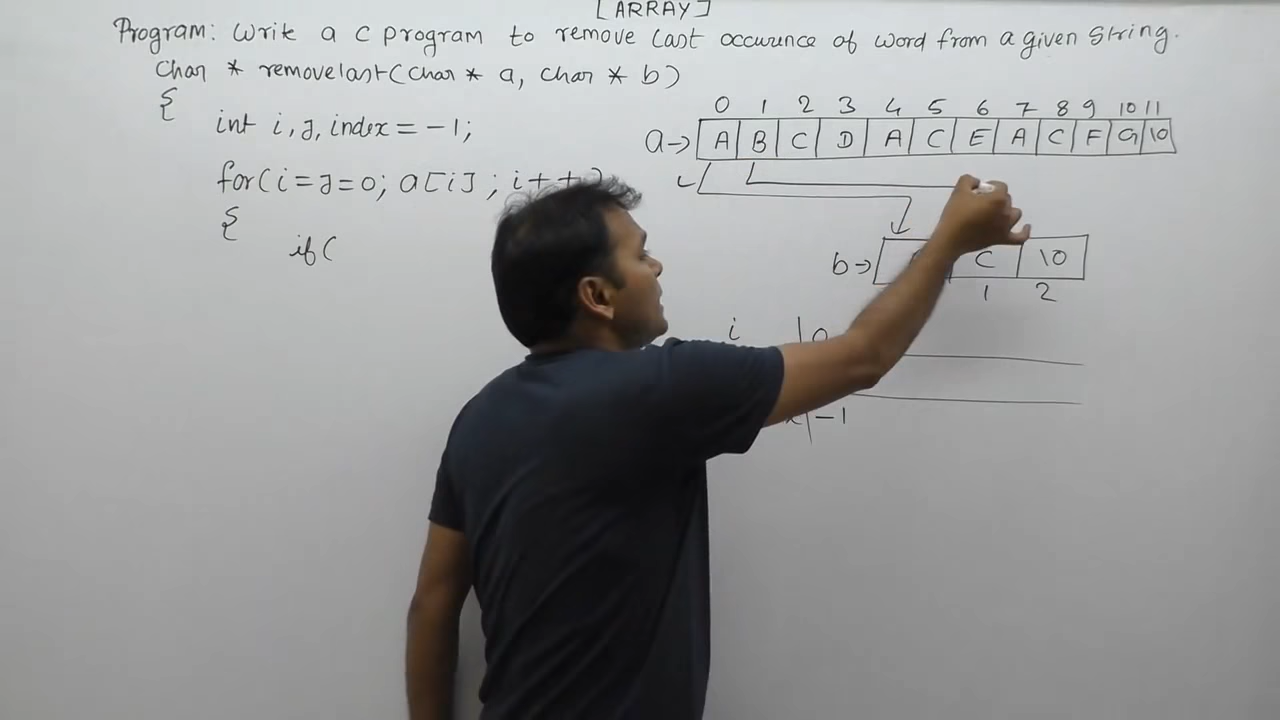 [ARRAY]
Program: Write a C program to remove last occurence of word from a given string.
char * removelast(char * a, char * b)
{
int i, J, index = -1;
for(i=J=0; a[i]; i++)
{
if(
0 1 2 3 4 5 6 7 8 9 10 11
a→ A B C D A C E A C F G \0
b→ C \0
1 2
i 0
-1